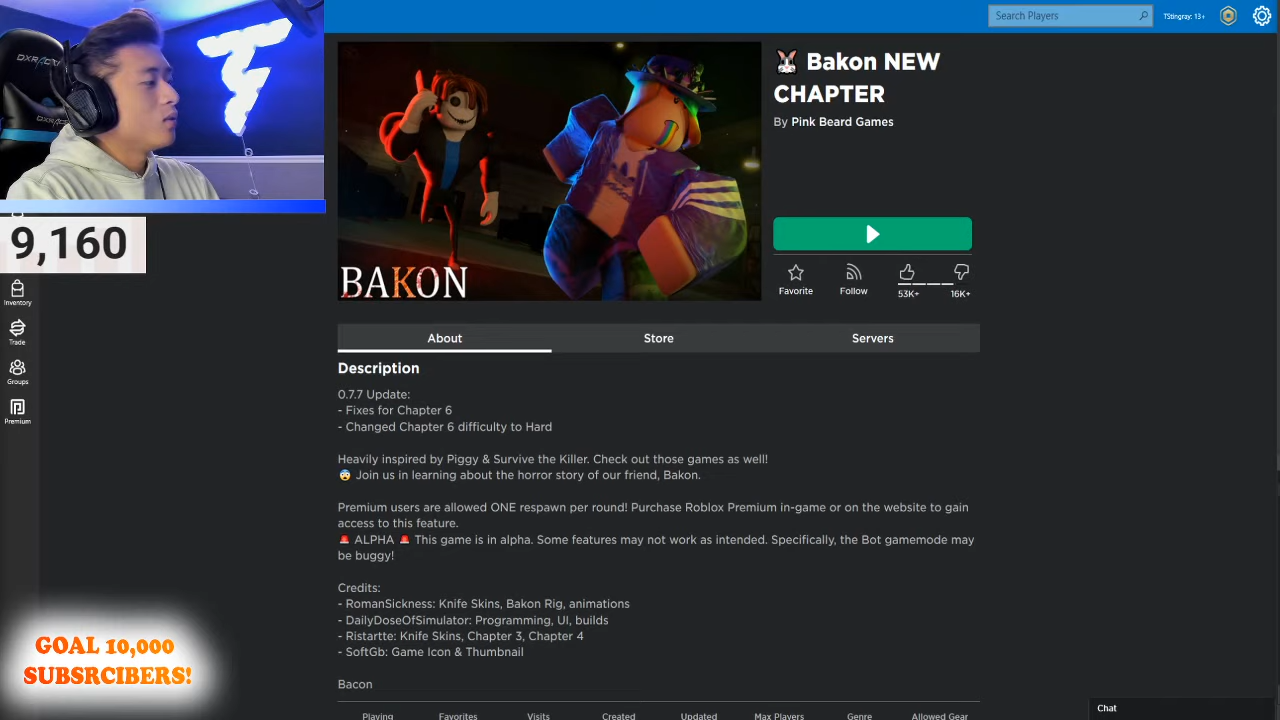 Search Players
TStingray: 13+
DXRACER
9,160
Inventory
Trade
Groups
Premium
BAKON
Bakon NEW
CHAPTER
By Pink Beard Games
Favorite
Follow
53K+
16K+
About
Store
Servers
Description
0.7.7 Update:
- Fixes for Chapter 6
- Changed Chapter 6 difficulty to Hard
Heavily inspired by Piggy & Survive the Killer. Check out those games as well!
Join us in learning about the horror story of our friend, Bakon.
Premium users are allowed ONE respawn per round! Purchase Roblox Premium in-game or on the website to gain
access to this feature.
ALPHA This game is in alpha. Some features may not work as intended. Specifically, the Bot gamemode may
be buggy!
Credits:
- RomanSickness: Knife Skins, Bakon Rig, animations
- DailyDoseOfSimulator: Programming, UI, builds
- Ristartte: Knife Skins, Chapter 3, Chapter 4
- SoftGb: Game Icon & Thumbnail
Bacon
GOAL 10,000
SUBSRCIBERS!
Playing
Favorites
Visits
Created
Updated
Max Players
Genre
Allowed Gear
Chat